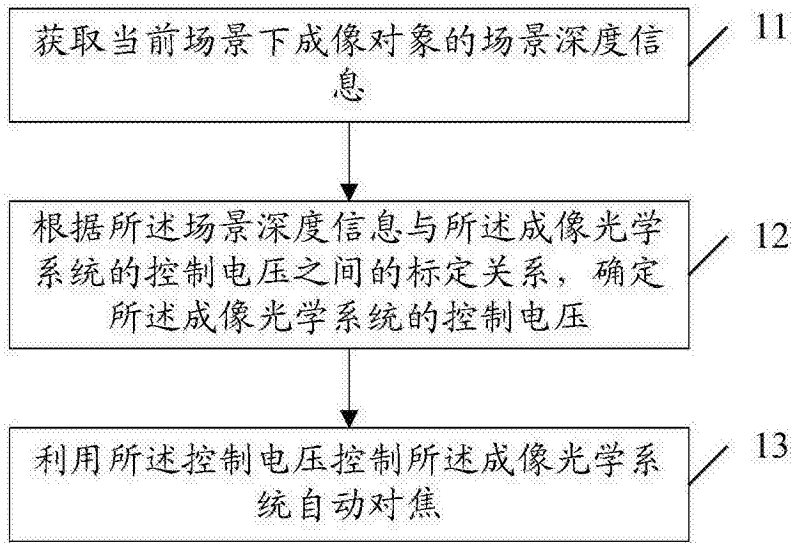 获取当前场景下成像对象的场景深度信
息
11
根据所述场景深度信息与所述成像光学
系统的控制电压之间的标定关系，确定
所述成像光学系统的控制电压
12
利用所述控制电压控制所述成像光学系
统自动对焦
13